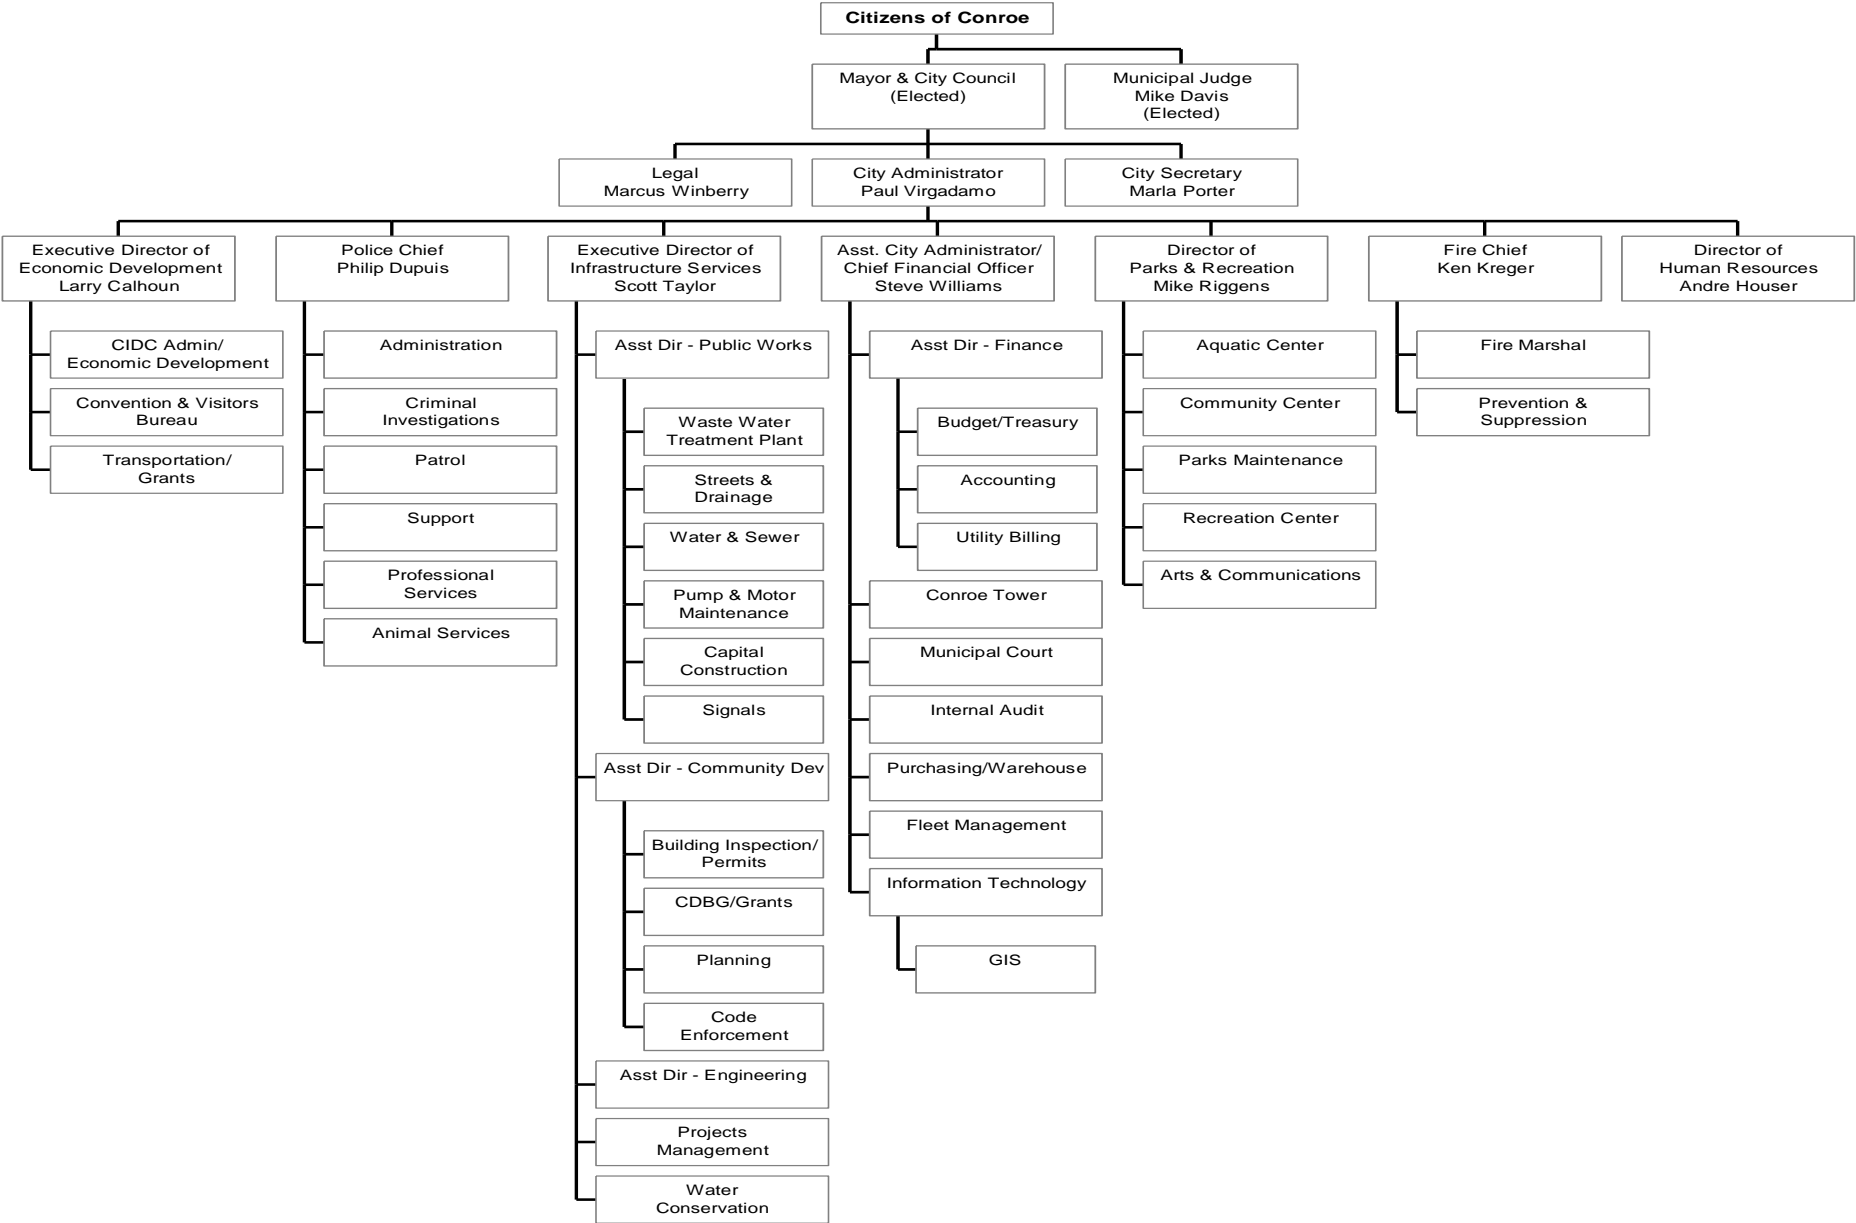 Citizens of Conroe
Mayor & City Council
(Elected)
Municipal Judge
Mike Davis
(Elected)
Legal
Marcus Winberry
City Administrator
Paul Virgadamo
City Secretary
Marla Porter
Executive Director of
Economic Development
Larry Calhoun
CIDC Admin/
Economic Development
Convention & Visitors
Bureau
Transportation/
Grants
Police Chief
Philip Dupuis
Administration
Criminal
Investigations
Patrol
Support
Professional
Services
Animal Services
Executive Director of
Infrastructure Services
Scott Taylor
Asst Dir - Public Works
Waste Water
Treatment Plant
Streets &
Drainage
Water & Sewer
Pump & Motor
Maintenance
Capital
Construction
Signals
Asst Dir - Community Dev
Building Inspection/
Permits
CDBG/Grants
Planning
Code
Enforcement
Asst Dir - Engineering
Projects
Management
Water
Conservation
Asst. City Administrator/
Chief Financial Officer
Steve Williams
Asst Dir - Finance
Budget/Treasury
Accounting
Utility Billing
Conroe Tower
Municipal Court
Internal Audit
Purchasing/Warehouse
Fleet Management
Information Technology
GIS
Director of
Parks & Recreation
Mike Riggens
Aquatic Center
Community Center
Parks Maintenance
Recreation Center
Arts & Communications
Fire Chief
Ken Kreger
Fire Marshal
Prevention &
Suppression
Director of
Human Resources
Andre Houser